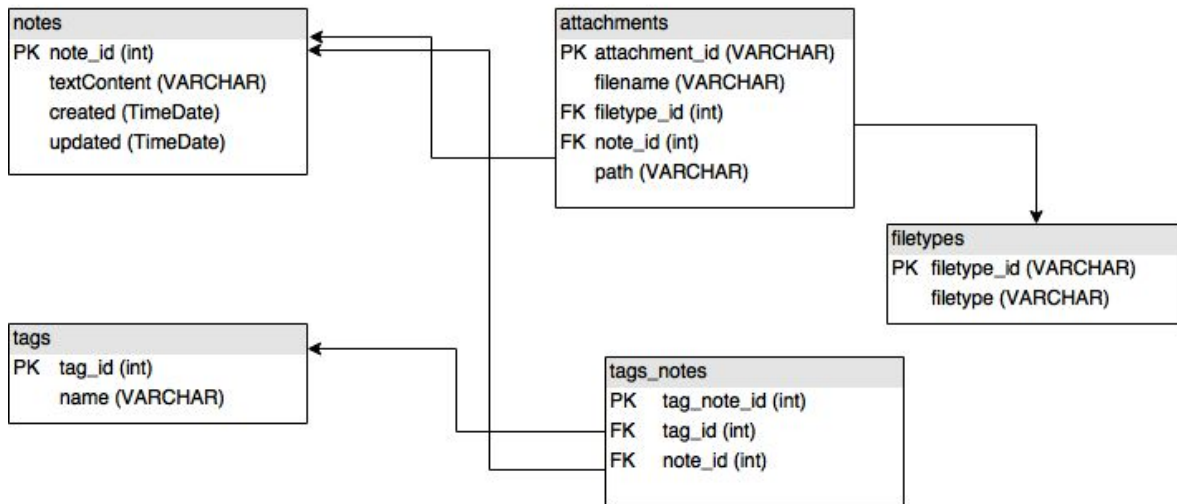 notes
PK note_id (int)
textContent (VARCHAR)
created (TimeDate)
updated (TimeDate)
attachments
PK attachment_id (VARCHAR)
filename (VARCHAR)
FK filetype_id (int)
FK note_id (int)
path (VARCHAR)
filetypes
PK filetype_id (VARCHAR)
filetype (VARCHAR)
tags
PK tag_id (int)
name (VARCHAR)
tags_notes
PK tag_note_id (int)
FK tag_id (int)
FK note_id (int)